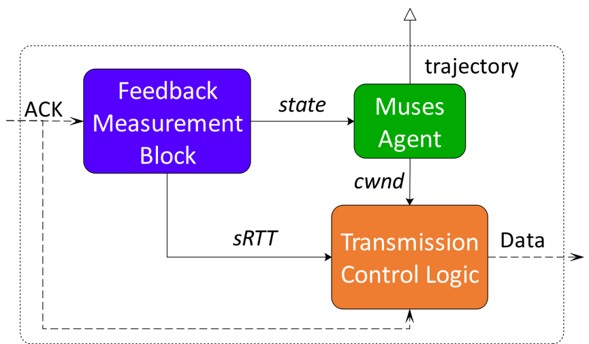 trajectory
ACK
Feedback
Measurement
Block
state
Muses
Agent
cwnd
sRTT
Transmission
Control Logic
Data